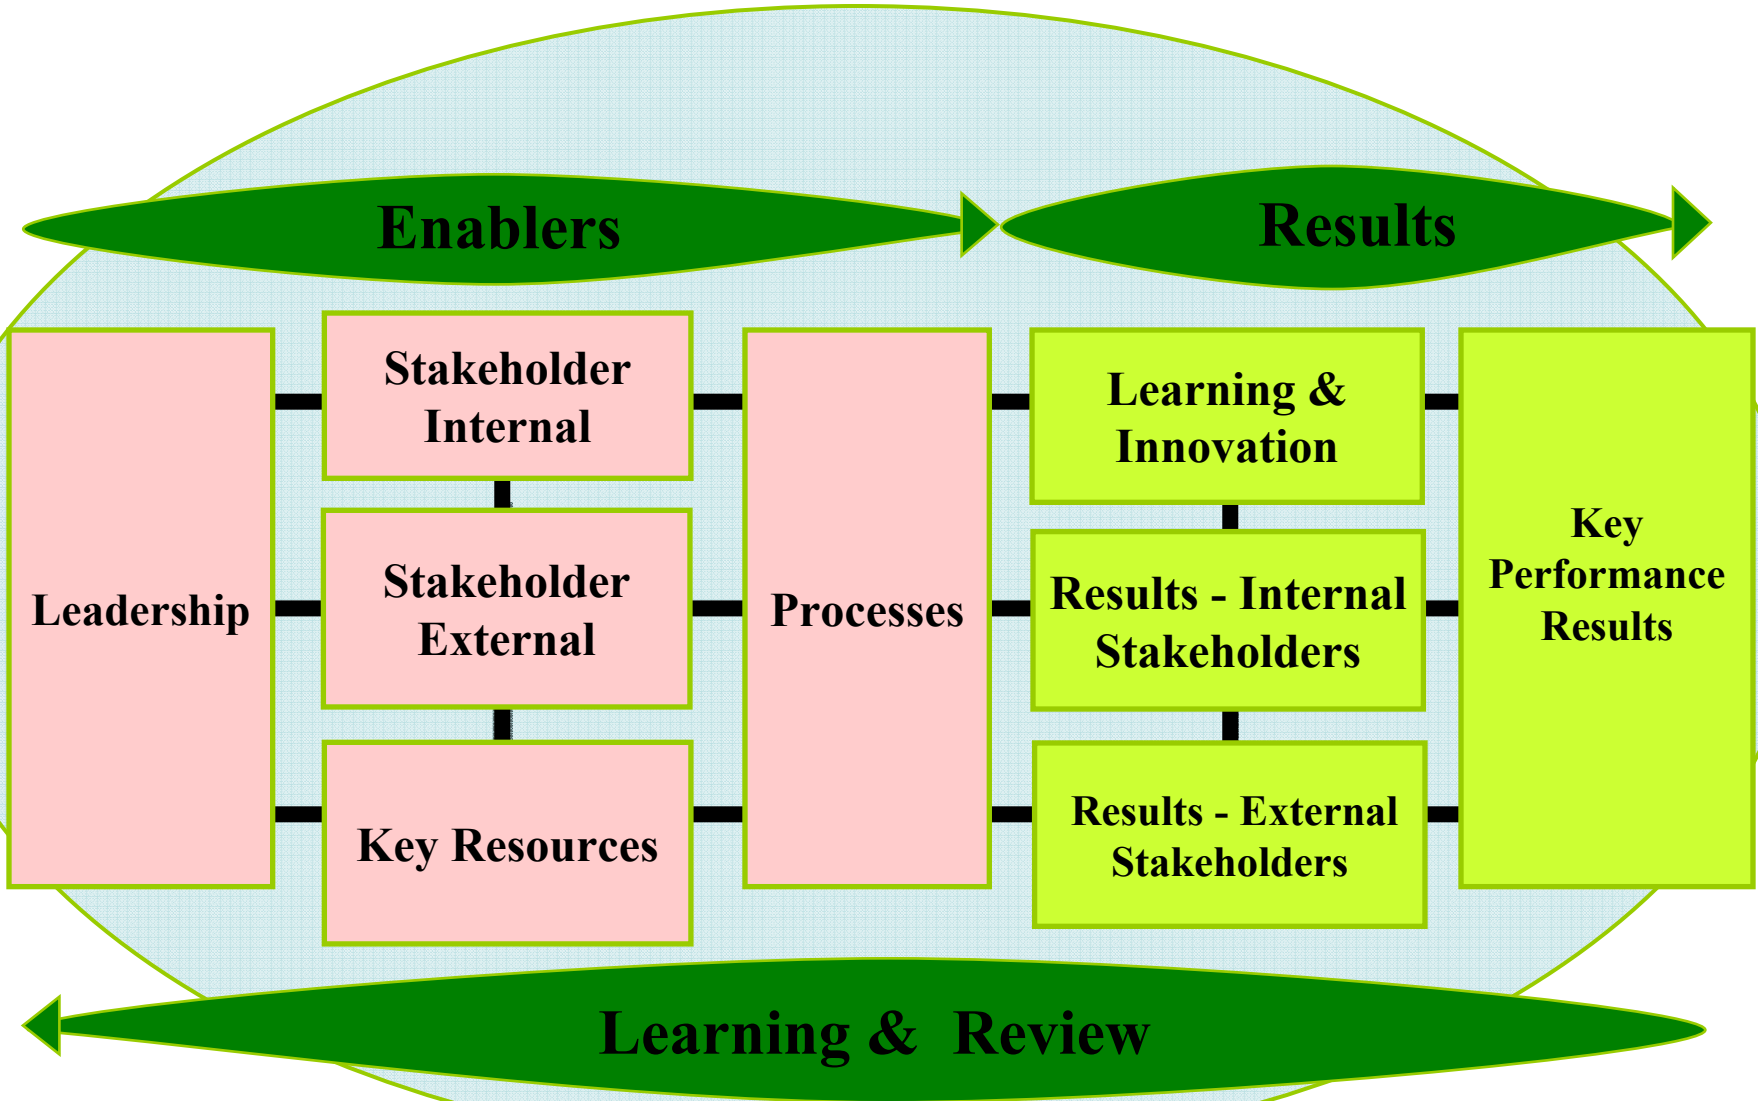 Enablers
Results
Leadership
Stakeholder
Internal
Stakeholder
External
Key Resources
Processes
Learning &
Innovation
Results - Internal
Stakeholders
Results - External
Stakeholders
Key
Performance
Results
Learning &  Review